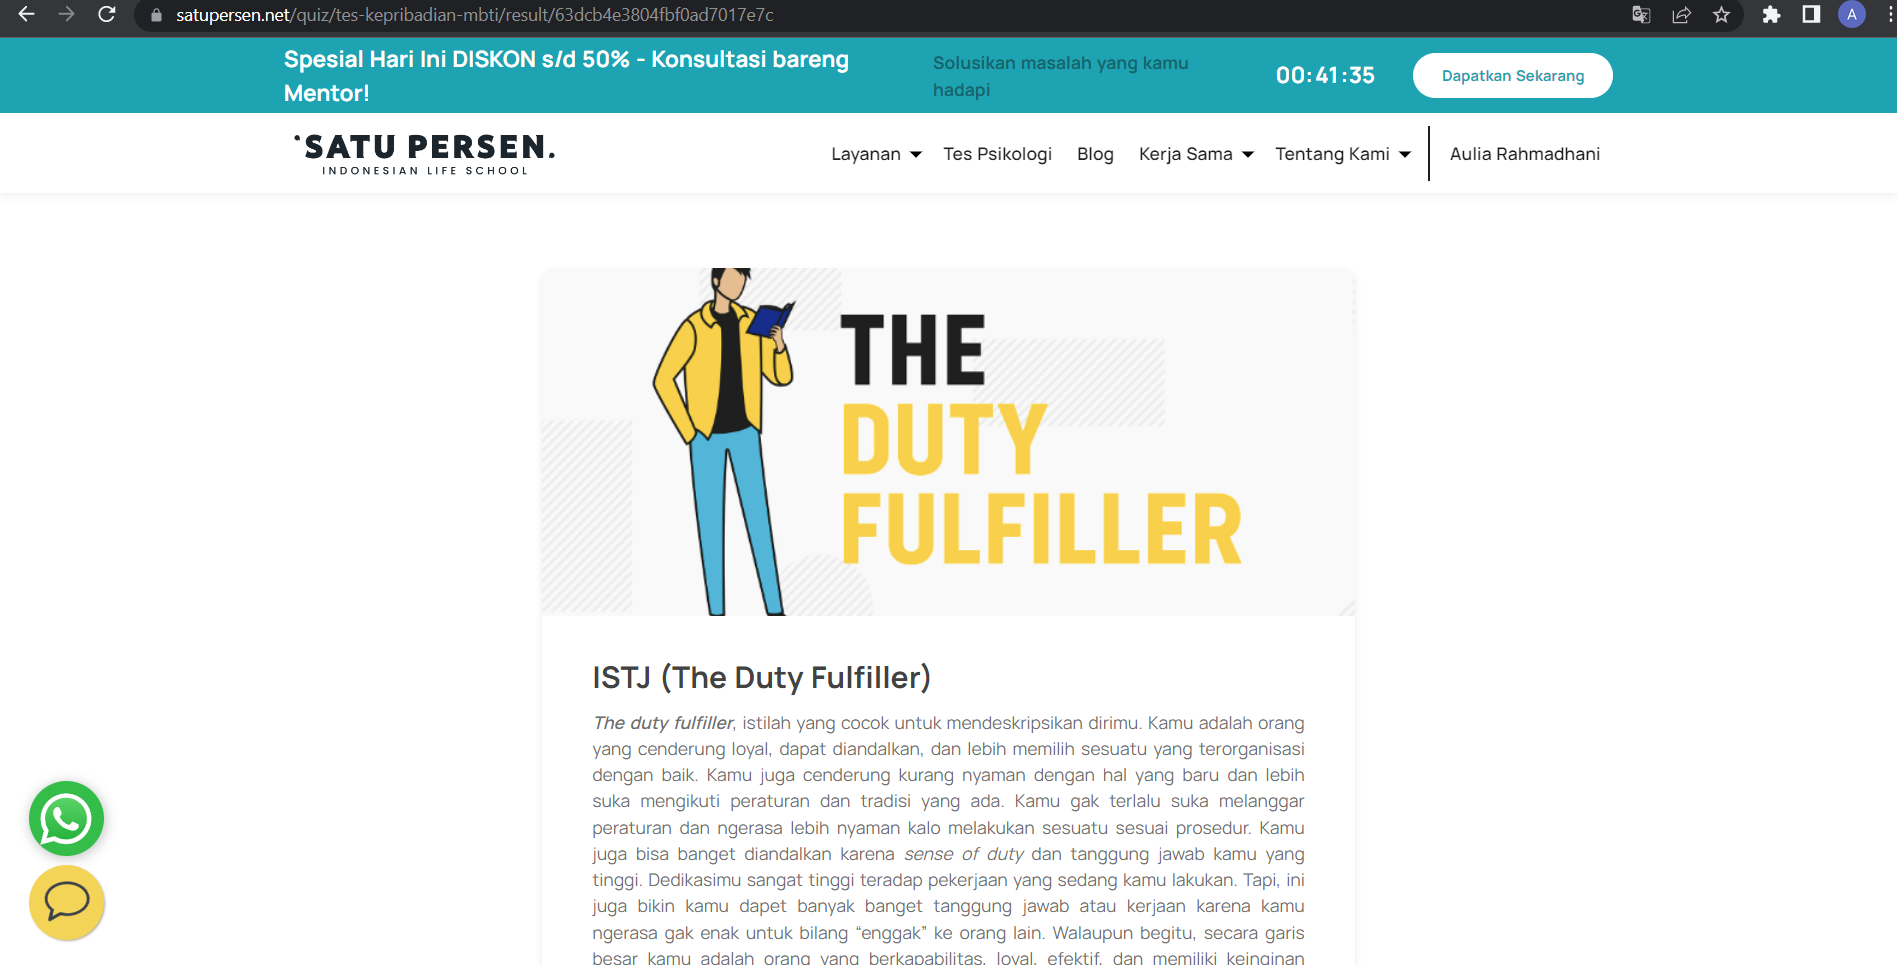 satupersen.net/quiz/tes-kepribadian-mbti/result/63dcb4e3804fbf0ad7017e7c
A
Spesial Hari Ini DISKON s/d 50% - Konsultasi bareng
Mentor!
Solusikan masalah yang kamu
hadapi
00:41:35
Dapatkan Sekarang
SATU PERSEN.
INDONESIAN LIFE SCHOOL
Layanan
Tes Psikologi
Blog
Kerja Sama
Tentang Kami
Aulia Rahmadhani
THE
DUTY
FULFILLER
ISTJ (The Duty Fulfiller)
The duty fulfiller, istilah yang cocok untuk mendeskripsikan dirimu. Kamu adalah orang
yang cenderung loyal, dapat diandalkan, dan lebih memilih sesuatu yang terorganisasi
dengan baik. Kamu juga cenderung kurang nyaman dengan hal yang baru dan lebih
suka mengikuti peraturan dan tradisi yang ada. Kamu gak terlalu suka melanggar
peraturan dan ngerasa lebih nyaman kalo melakukan sesuatu sesuai prosedur. Kamu
juga bisa banget diandalkan karena sense of duty dan tanggung jawab kamu yang
tinggi. Dedikasimu sangat tinggi teradap pekerjaan yang sedang kamu lakukan. Tapi, ini
juga bikin kamu dapet banyak banget tanggung jawab atau kerjaan karena kamu
ngerasa gak enak untuk bilang “enggak” ke orang lain. Walaupun begitu, secara garis
besar kamu adalah orang yang berkapabilitas, loyal, efektif, dan memiliki keinginan